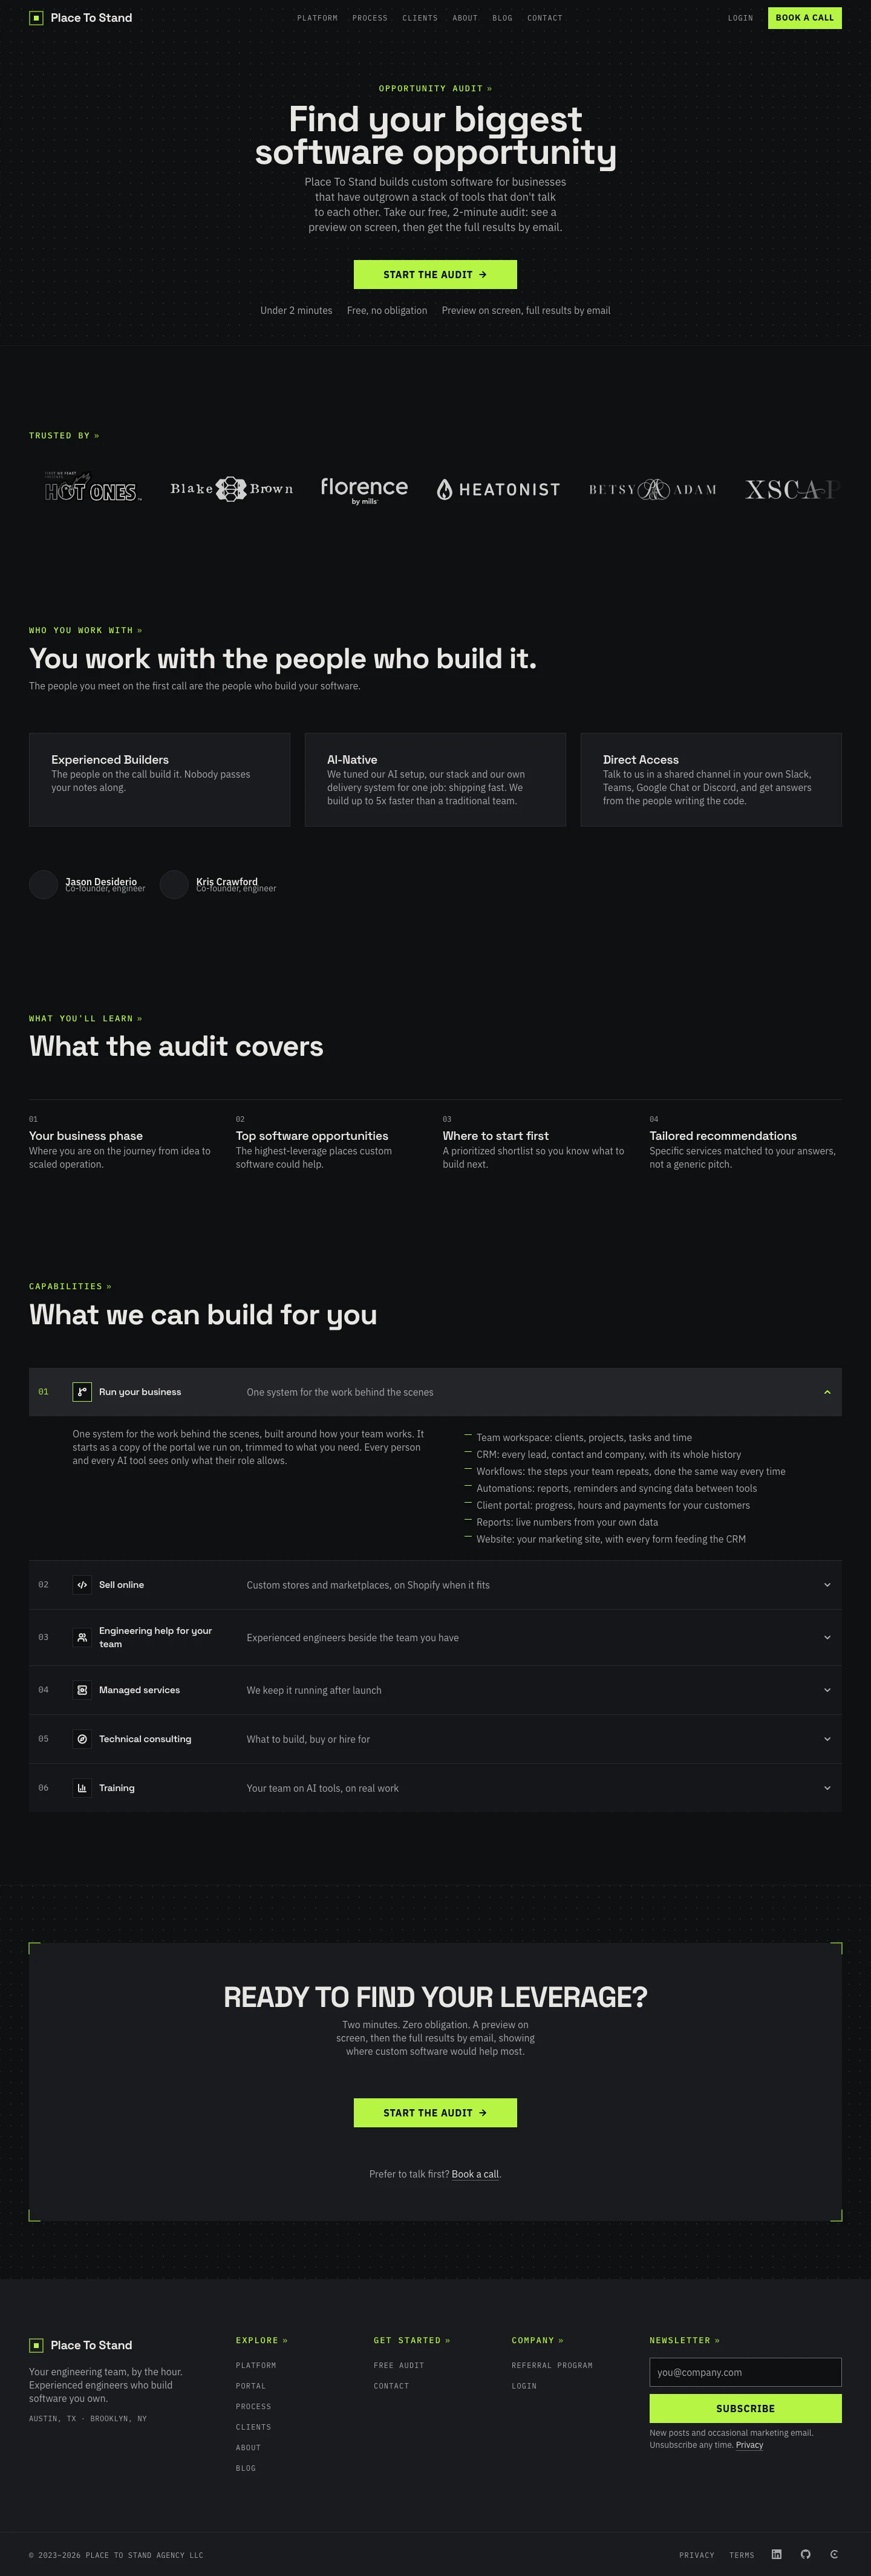 Place To Stand
PLATFORM PROCESS CLIENTS ABOUT BLOG CONTACT
LOGIN
BOOK A CALL
OPPORTUNITY AUDIT »
Find your biggest
software opportunity
Place To Stand builds custom software for businesses
that have outgrown a stack of tools that don't talk
to each other. Take our free, 2-minute audit: see a
preview on screen, then get the full results by email.
START THE AUDIT →
Under 2 minutes Free, no obligation Preview on screen, full results by email
TRUSTED BY »
HOT ONES
Blake Brown
florence
by mills
HEATONIST
BETSY ADAM
XSCAP
WHO YOU WORK WITH »
You work with the people who build it.
The people you meet on the first call are the people who build your software.
Experienced Builders
The people on the call build it. Nobody passes
your notes along.
AI-Native
We tuned our AI setup, our stack and our own
delivery system for one job: shipping fast. We
build up to 5x faster than a traditional team.
Direct Access
Talk to us in a shared channel in your own Slack,
Teams, Google Chat or Discord, and get answers
from the people writing the code.
Jason Desiderio
Co-founder, engineer
Kris Crawford
Co-founder, engineer
WHAT YOU'LL LEARN »
What the audit covers
01
Your business phase
Where you are on the journey from idea to
scaled operation.
02
Top software opportunities
The highest-leverage places custom
software could help.
03
Where to start first
A prioritized shortlist so you know what to
build next.
04
Tailored recommendations
Specific services matched to your answers,
not a generic pitch.
CAPABILITIES »
What we can build for you
01 Run your business One system for the work behind the scenes
One system for the work behind the scenes, built around how your team works. It
starts as a copy of the portal we run on, trimmed to what you need. Every person
and every AI tool sees only what their role allows.
— Team workspace: clients, projects, tasks and time
— CRM: every lead, contact and company, with its whole history
— Workflows: the steps your team repeats, done the same way every time
— Automations: reports, reminders and syncing data between tools
— Client portal: progress, hours and payments for your customers
— Reports: live numbers from your own data
— Website: your marketing site, with every form feeding the CRM
02 Sell online Custom stores and marketplaces, on Shopify when it fits
03 Engineering help for your
team
Experienced engineers beside the team you have
04 Managed services We keep it running after launch
05 Technical consulting What to build, buy or hire for
06 Training Your team on AI tools, on real work
READY TO FIND YOUR LEVERAGE?
Two minutes. Zero obligation. A preview on
screen, then the full results by email, showing
where custom software would help most.
START THE AUDIT →
Prefer to talk first? Book a call.
Place To Stand
Your engineering team, by the hour.
Experienced engineers who build
software you own.
AUSTIN, TX · BROOKLYN, NY
EXPLORE »
PLATFORM
PORTAL
PROCESS
CLIENTS
ABOUT
BLOG
GET STARTED »
FREE AUDIT
CONTACT
COMPANY »
REFERRAL PROGRAM
LOGIN
NEWSLETTER »
you@company.com
SUBSCRIBE
New posts and occasional marketing email.
Unsubscribe any time. Privacy
© 2023–2026 PLACE TO STAND AGENCY LLC
PRIVACY TERMS